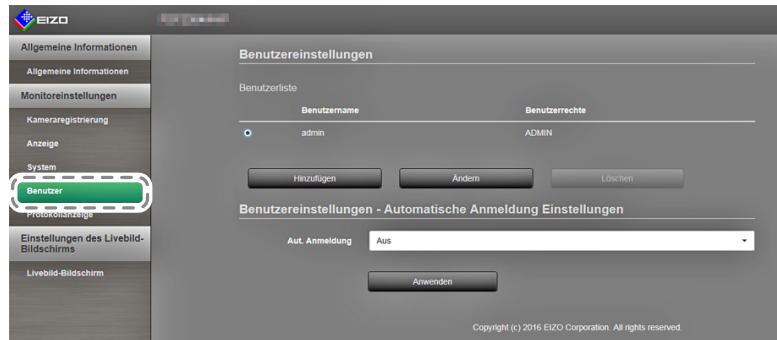 EIZO
Allgemeine Informationen
Allgemeine Informationen
Monitoreinstellungen
Kameraregistrierung
Anzeige
System
Benutzer
Protokollanzeige
Einstellungen des Livebild-
Bildschirms
Livebild-Bildschirm
Benutzereinstellungen
Benutzerliste
Benutzername Benutzerrechte
admin ADMIN
Hinzufügen Ändern Löschen
Benutzereinstellungen - Automatische Anmeldung Einstellungen
Aut. Anmeldung Aus
Anwenden
Copyright (c) 2016 EIZO Corporation. All rights reserved.